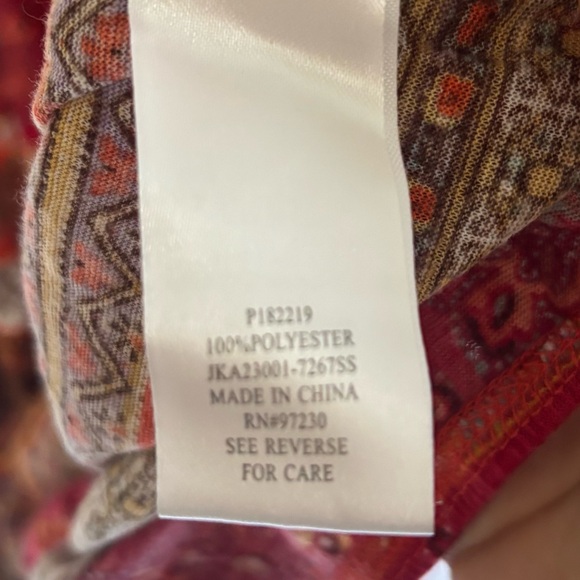 P182219
100%POLYESTER
JKA23001-7267SS
MADE IN CHINA
RN#97230
SEE REVERSE
FOR CARE